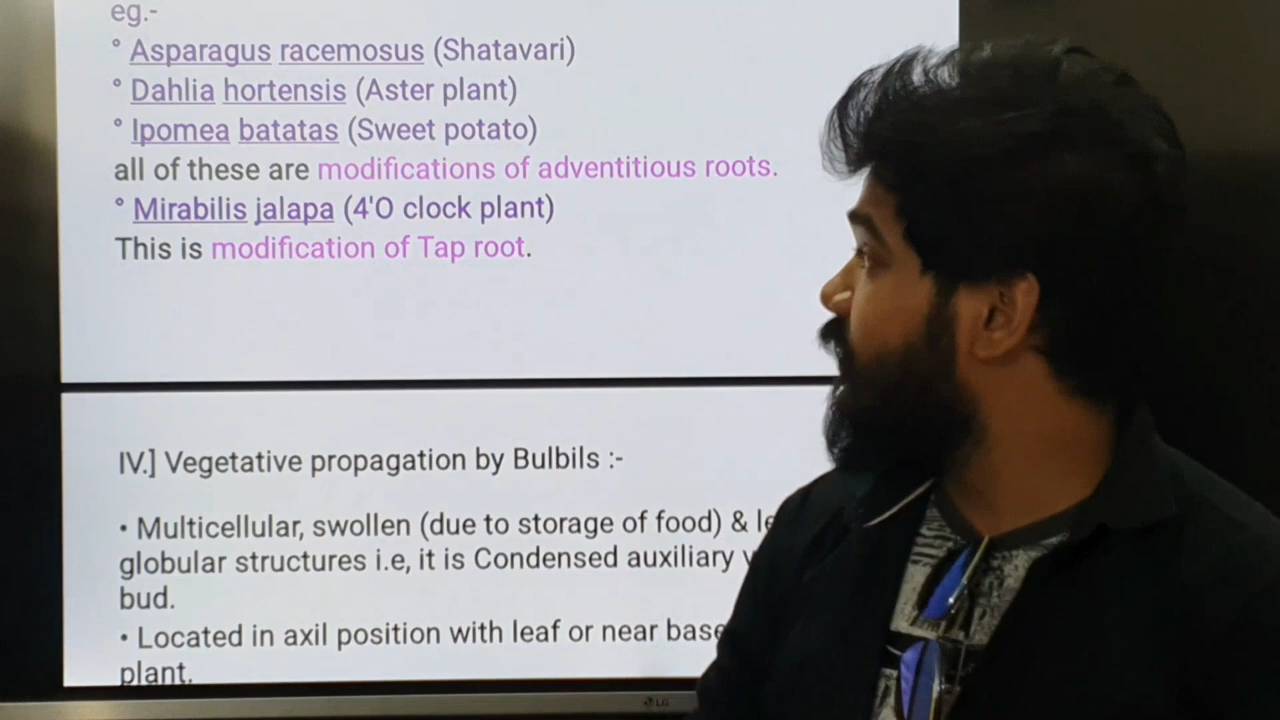 eg.-
° Asparagus racemosus (Shatavari)
° Dahlia hortensis (Aster plant)
° Ipomea batatas (Sweet potato)
all of these are modifications of adventitious roots.
° Mirabilis jalapa (4'O clock plant)
This is modification of Tap root.
IV.] Vegetative propagation by Bulbils :-
• Multicellular, swollen (due to storage of food) &
globular structures i.e, it is Condensed auxiliary
bud.
• Located in axil position with leaf or near base
plant.
LG